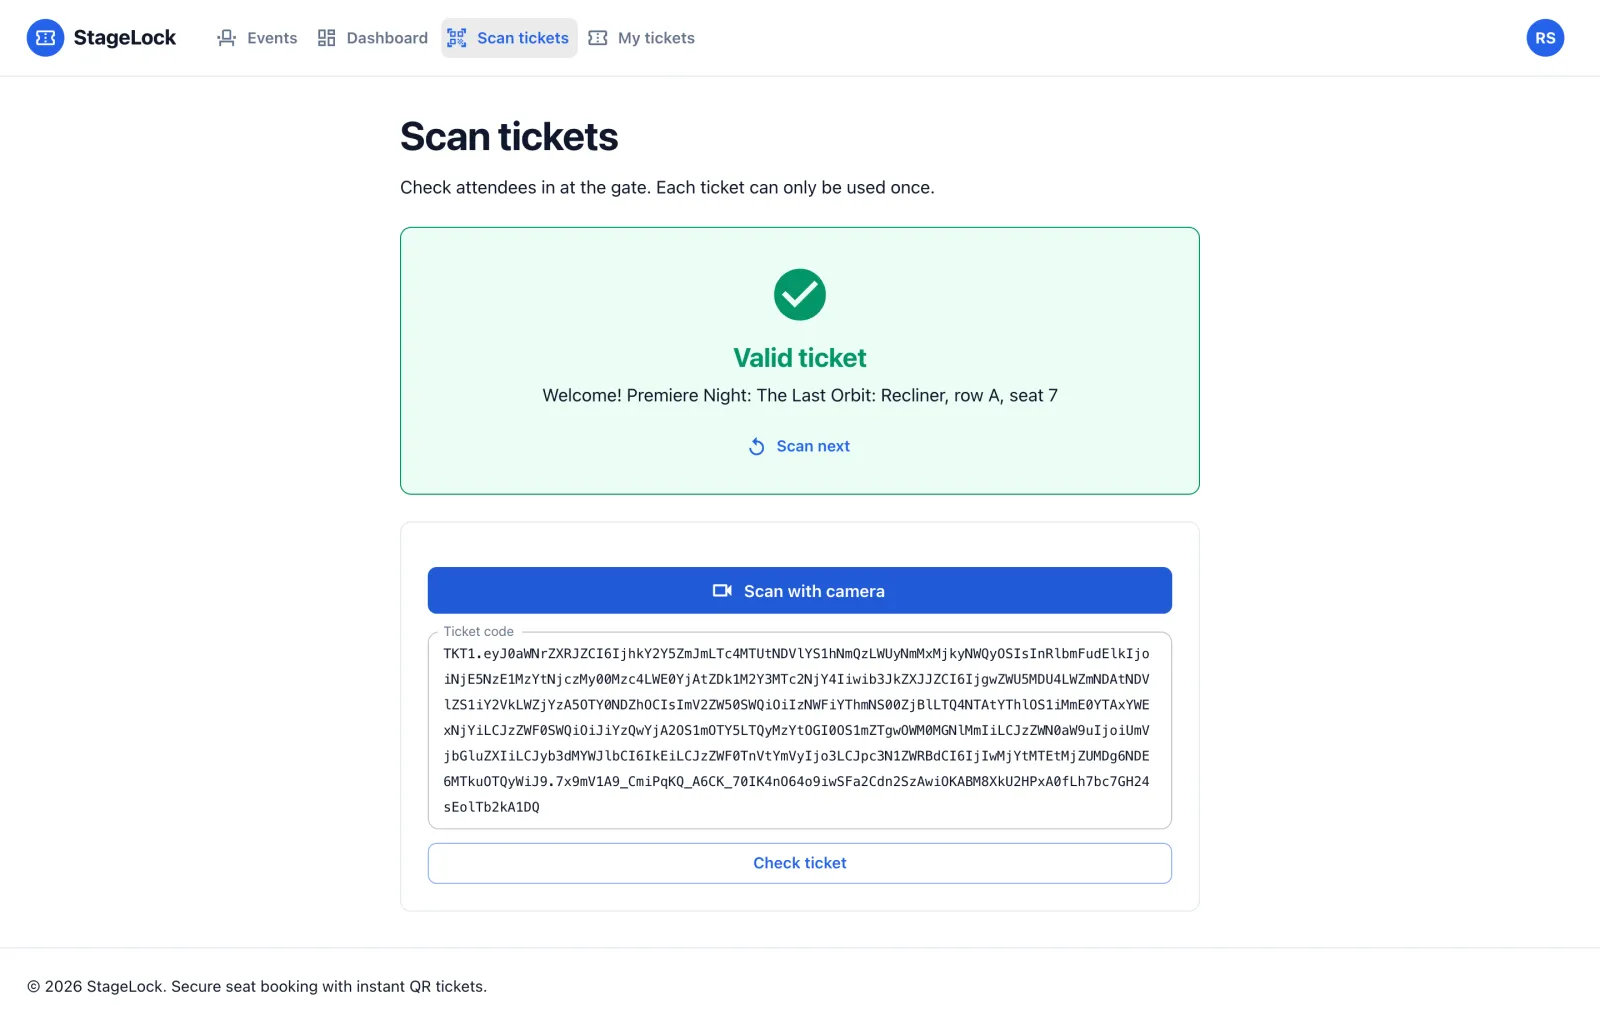 StageLock
Events
Dashboard
Scan tickets
My tickets
RS
Scan tickets
Check attendees in at the gate. Each ticket can only be used once.
Valid ticket
Welcome! Premiere Night: The Last Orbit: Recliner, row A, seat 7
Scan next
Scan with camera
Ticket code
TKT1.eyJ0aWNrZXRJZCI6IjhkY2Y5ZmJmLTc4MTUtNDVlYS1hNmQzLWUyNmMxMjkyNWQyOSIsInRlbmFudElkIjo
iNjE5NzE1MzYtNjczMy00Mzc4LWE0YjAtZDk1M2Y3MTc2NjY4Iiwib3JkZXJJZCI6IjgwZWU5MDU4LWZmNDAtNDV
lZS1iY2VkLWZjYzA5OTY0NDZhOCIsImV2ZW50SWQiOiIzNWFiYThmNS00ZjBlLTQ4NTAtYThlOS1iMmE0YTAxYWE
xNjYiLCJzZWF0SWQiOiJiYzQwYjA2OS1mOTY5LTQyMzYtOGI0OS1mZTgwOWM0MGNlMmIiLCJzZWN0aW9uIjoiUmV
jbGluZXIiLCJyb3dMYWJlbCI6IkEiLCJzZWF0TnVtYmVyIjo3LCJpc3N1ZWRBdCI6IjIwMjYtMTEtMjZUMDg6NDE
6MTkuOTQyWiJ9.7x9mV1A9_CmiPqKQ_A6CK_70IK4nO64o9iwSFa2Cdn2SzAwiOKABM8XkU2HPxA0fLh7bc7GH24
sEolTb2kA1DQ
Check ticket
© 2026 StageLock. Secure seat booking with instant QR tickets.